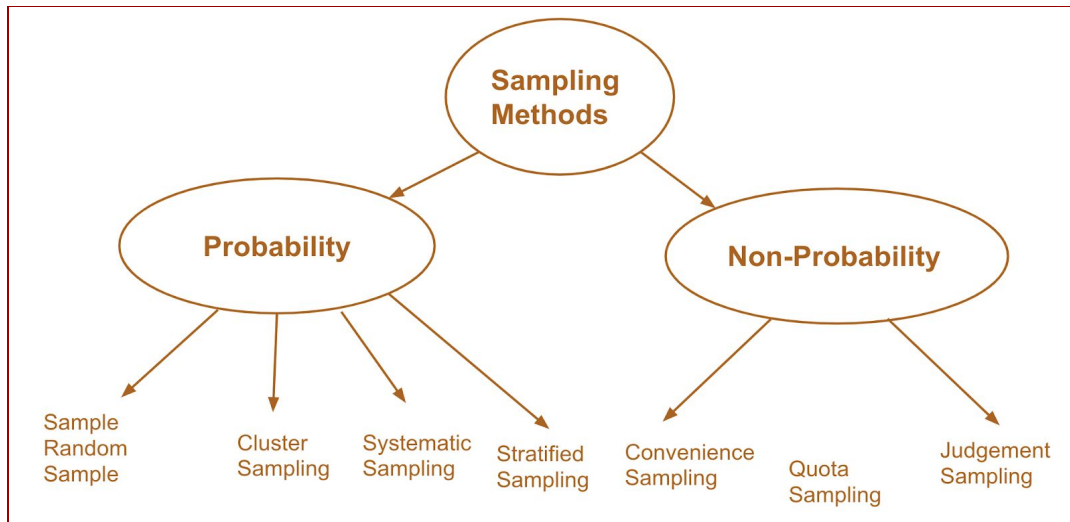 Sampling
Methods
Probability
Non-Probability
Sample
Random
Sample
Cluster
Sampling
Systematic
Sampling
Stratified
Sampling
Convenience
Sampling
Quota
Sampling
Judgement
Sampling